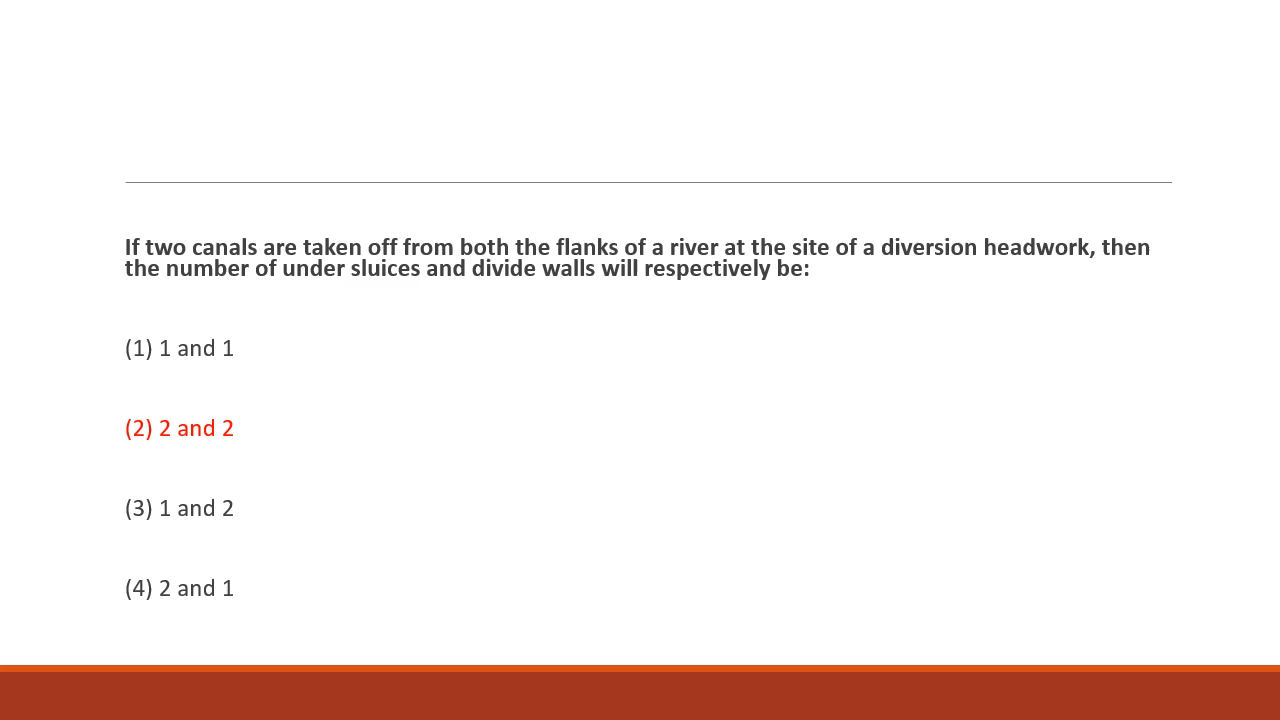 If two canals are taken off from both the flanks of a river at the site of a diversion headwork, then
the number of under sluices and divide walls will respectively be:
(1) 1 and 1
(2) 2 and 2
(3) 1 and 2
(4) 2 and 1